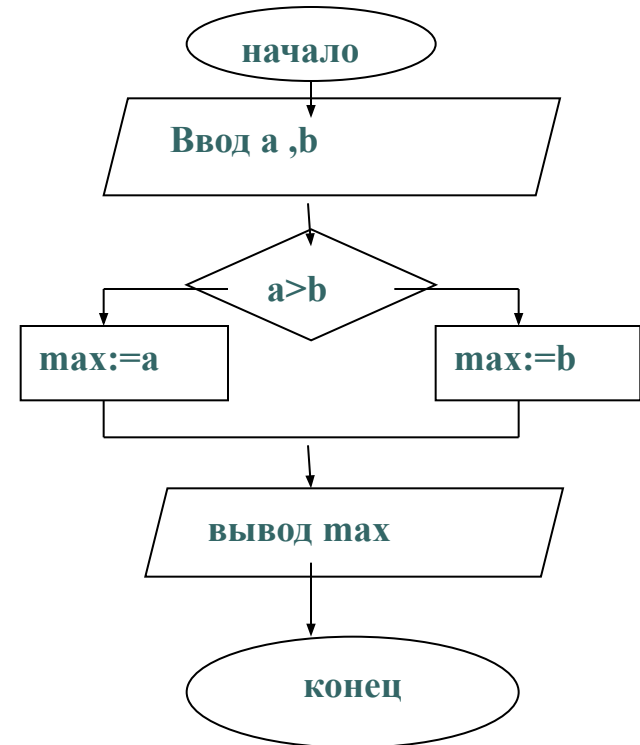 начало
Ввод a ,b
a>b
max:=a
max:=b
вывод max
конец